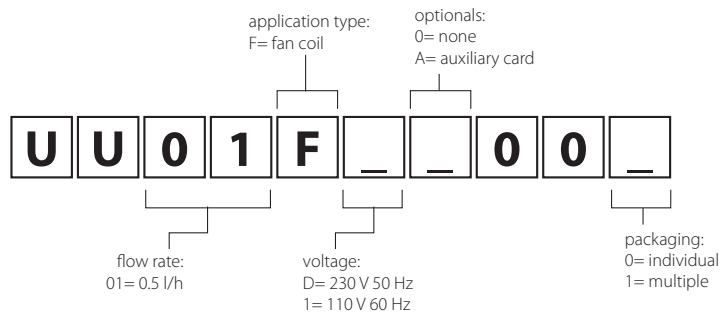 application type:
F= fan coil
optionals:
0= none
A= auxiliary card
U U 0 1 F _ _ 0 0 _
flow rate:
01= 0.5 l/h
voltage:
D= 230 V 50 Hz
1= 110 V 60 Hz
packaging:
0= individual
1= multiple